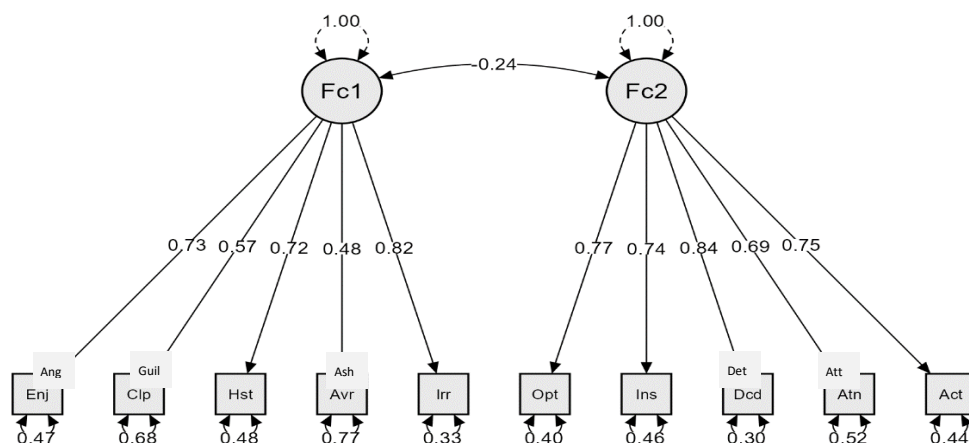 1.00 1.00
-0.24
Fc1 Fc2
0.73 0.57 0.72 0.48 0.82 0.77 0.74 0.84 0.69 0.75
Ang Guil Ash Det Att
Enj Clp Hst Avr Irr Opt Ins Dcd Atn Act
0.47 0.68 0.48 0.77 0.33 0.40 0.46 0.30 0.52 0.44